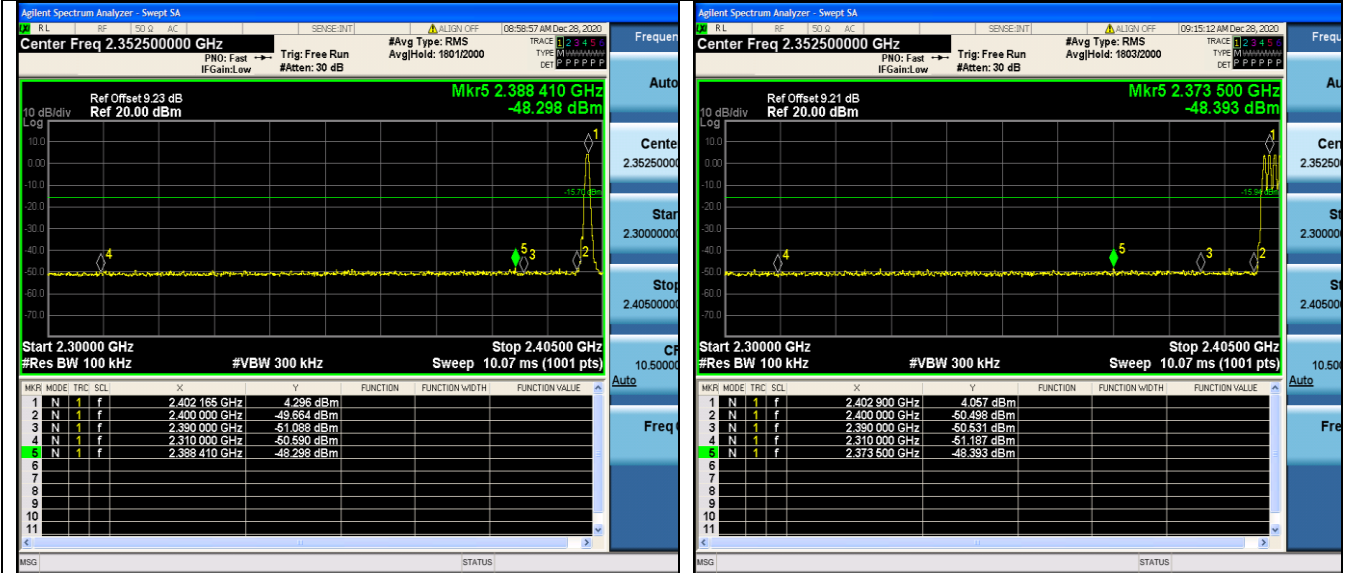 Agilent Spectrum Analyzer - Swept SA
RL RF 50 Ω AC SENSE:INT ALIGN OFF 08:58:57 AM Dec 28, 2020
Center Freq 2.352500000 GHz
#Avg Type: RMS
TRACE 1 2 3 4 5 6
PNO: Fast Trig: Free Run
Avg|Hold: 1801/2000
TYPE M
IFGain:Low #Atten: 30 dB
DET P P P P P P
Mkr5 2.388 410 GHz
Ref Offset 9.23 dB
-48.298 dBm
10 dB/div Ref 20.00 dBm
Log
10.0
0.00
-10.0
-15.70 dBm
-20.0
-30.0
-40.0
-50.0
-60.0
-70.0
1
2
3
4
5
Start 2.30000 GHz Stop 2.40500 GHz
#Res BW 100 kHz #VBW 300 kHz Sweep 10.07 ms (1001 pts)
MKR MODE TRC SCL X Y FUNCTION FUNCTION WIDTH FUNCTION VALUE
1 N 1 f 2.402 165 GHz 4.296 dBm
2 N 1 f 2.400 000 GHz -49.664 dBm
3 N 1 f 2.390 000 GHz -51.088 dBm
4 N 1 f 2.310 000 GHz -50.590 dBm
5 N 1 f 2.388 410 GHz -48.298 dBm
6
7
8
9
10
11
MSG STATUS
Frequen
Auto
Cente
2.3525000
Star
2.3000000
Stop
2.4050000
CF
10.50000
Auto
Freq
Agilent Spectrum Analyzer - Swept SA
RL RF 50 Ω AC SENSE:INT ALIGN OFF 09:15:12 AM Dec 28, 2020
Center Freq 2.352500000 GHz
#Avg Type: RMS
TRACE 1 2 3 4 5 6
PNO: Fast Trig: Free Run
Avg|Hold: 1803/2000
TYPE M
IFGain:Low #Atten: 30 dB
DET P P P P P P
Mkr5 2.373 500 GHz
Ref Offset 9.21 dB
-48.393 dBm
10 dB/div Ref 20.00 dBm
Log
10.0
0.00
-10.0
-15.94 dBm
-20.0
-30.0
-40.0
-50.0
-60.0
-70.0
1
2
3
4
5
Start 2.30000 GHz Stop 2.40500 GHz
#Res BW 100 kHz #VBW 300 kHz Sweep 10.07 ms (1001 pts)
MKR MODE TRC SCL X Y FUNCTION FUNCTION WIDTH FUNCTION VALUE
1 N 1 f 2.402 900 GHz 4.057 dBm
2 N 1 f 2.400 000 GHz -50.498 dBm
3 N 1 f 2.390 000 GHz -50.531 dBm
4 N 1 f 2.310 000 GHz -51.187 dBm
5 N 1 f 2.373 500 GHz -48.393 dBm
6
7
8
9
10
11
MSG STATUS
Frequ
Au
Cen
2.35250
St
2.30000
St
2.40500
10.500
Auto
Fre